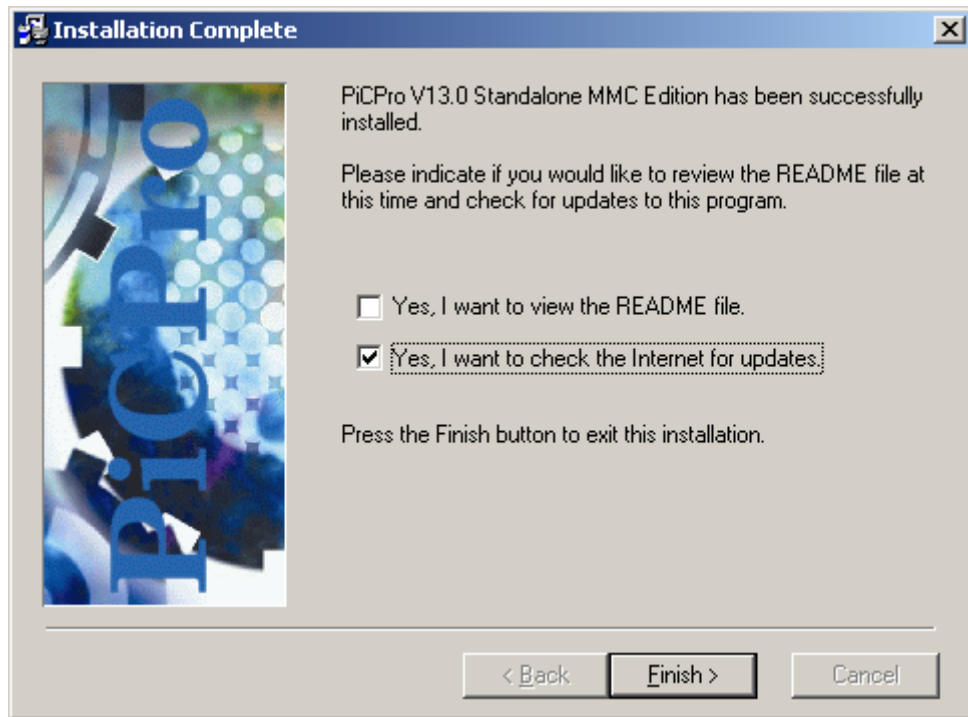 Installation Complete
PiCPro
PiCPro V13.0 Standalone MMC Edition has been successfully
installed.
Please indicate if you would like to review the README file at
this time and check for updates to this program.
Yes, I want to view the README file.
Yes, I want to check the Internet for updates.
Press the Finish button to exit this installation.
< Back
Finish >
Cancel